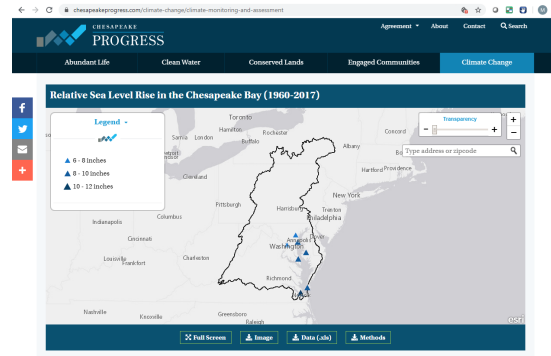 chesapeakeprogress.com/climate-change/climate-monitoring-and-assessment
M
CHESAPEAKE
PROGRESS
Agreement
About
Contact
Search
Abundant Life
Clean Water
Conserved Lands
Engaged Communities
Climate Change
Relative Sea Level Rise in the Chesapeake Bay (1960-2017)
Legend
6 - 8 inches
8 - 10 inches
10 - 12 inches
Transparency
- +
+
-
Type address or zipcode
Toronto
Hamilton
Rochester
Sarnia London
Buffalo
Albany
Concord
Hartford Providence
Cleveland
New York
Pittsburgh
Harrisburg
Trenton
Philadelphia
Indianapolis
Columbus
Annapolis
Dover
Washington
Cincinnati
Louisville
Frankfort
Charleston
Richmond
Nashville
Knoxville
Greensboro
Raleigh
Full Screen
Image
Data (.xls)
Methods